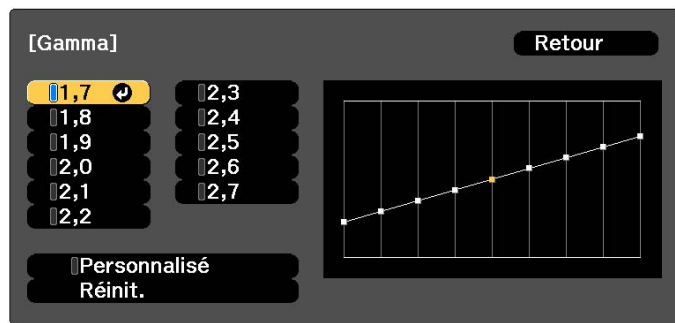 [Gamma]
Retour
1,7
1,8
1,9
2,0
2,1
2,2
2,3
2,4
2,5
2,6
2,7
Personnalisé
Réinit.